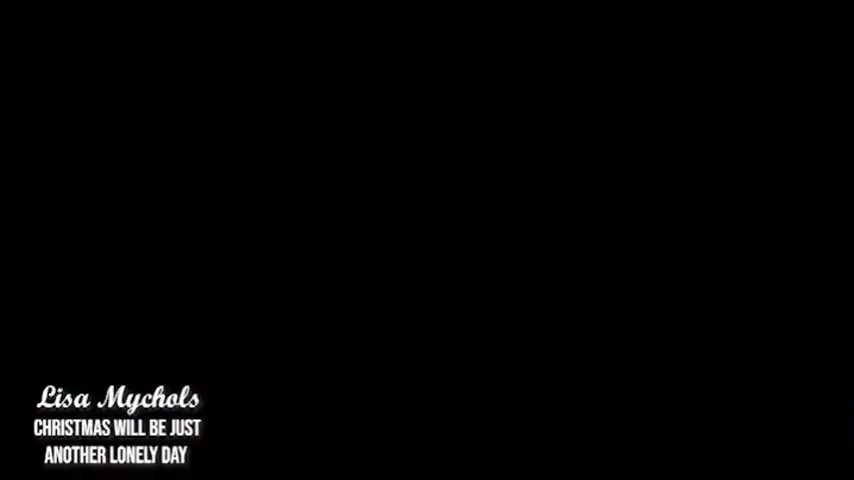 Lisa Mychols
CHRISTMAS WILL BE JUST
ANOTHER LONELY DAY